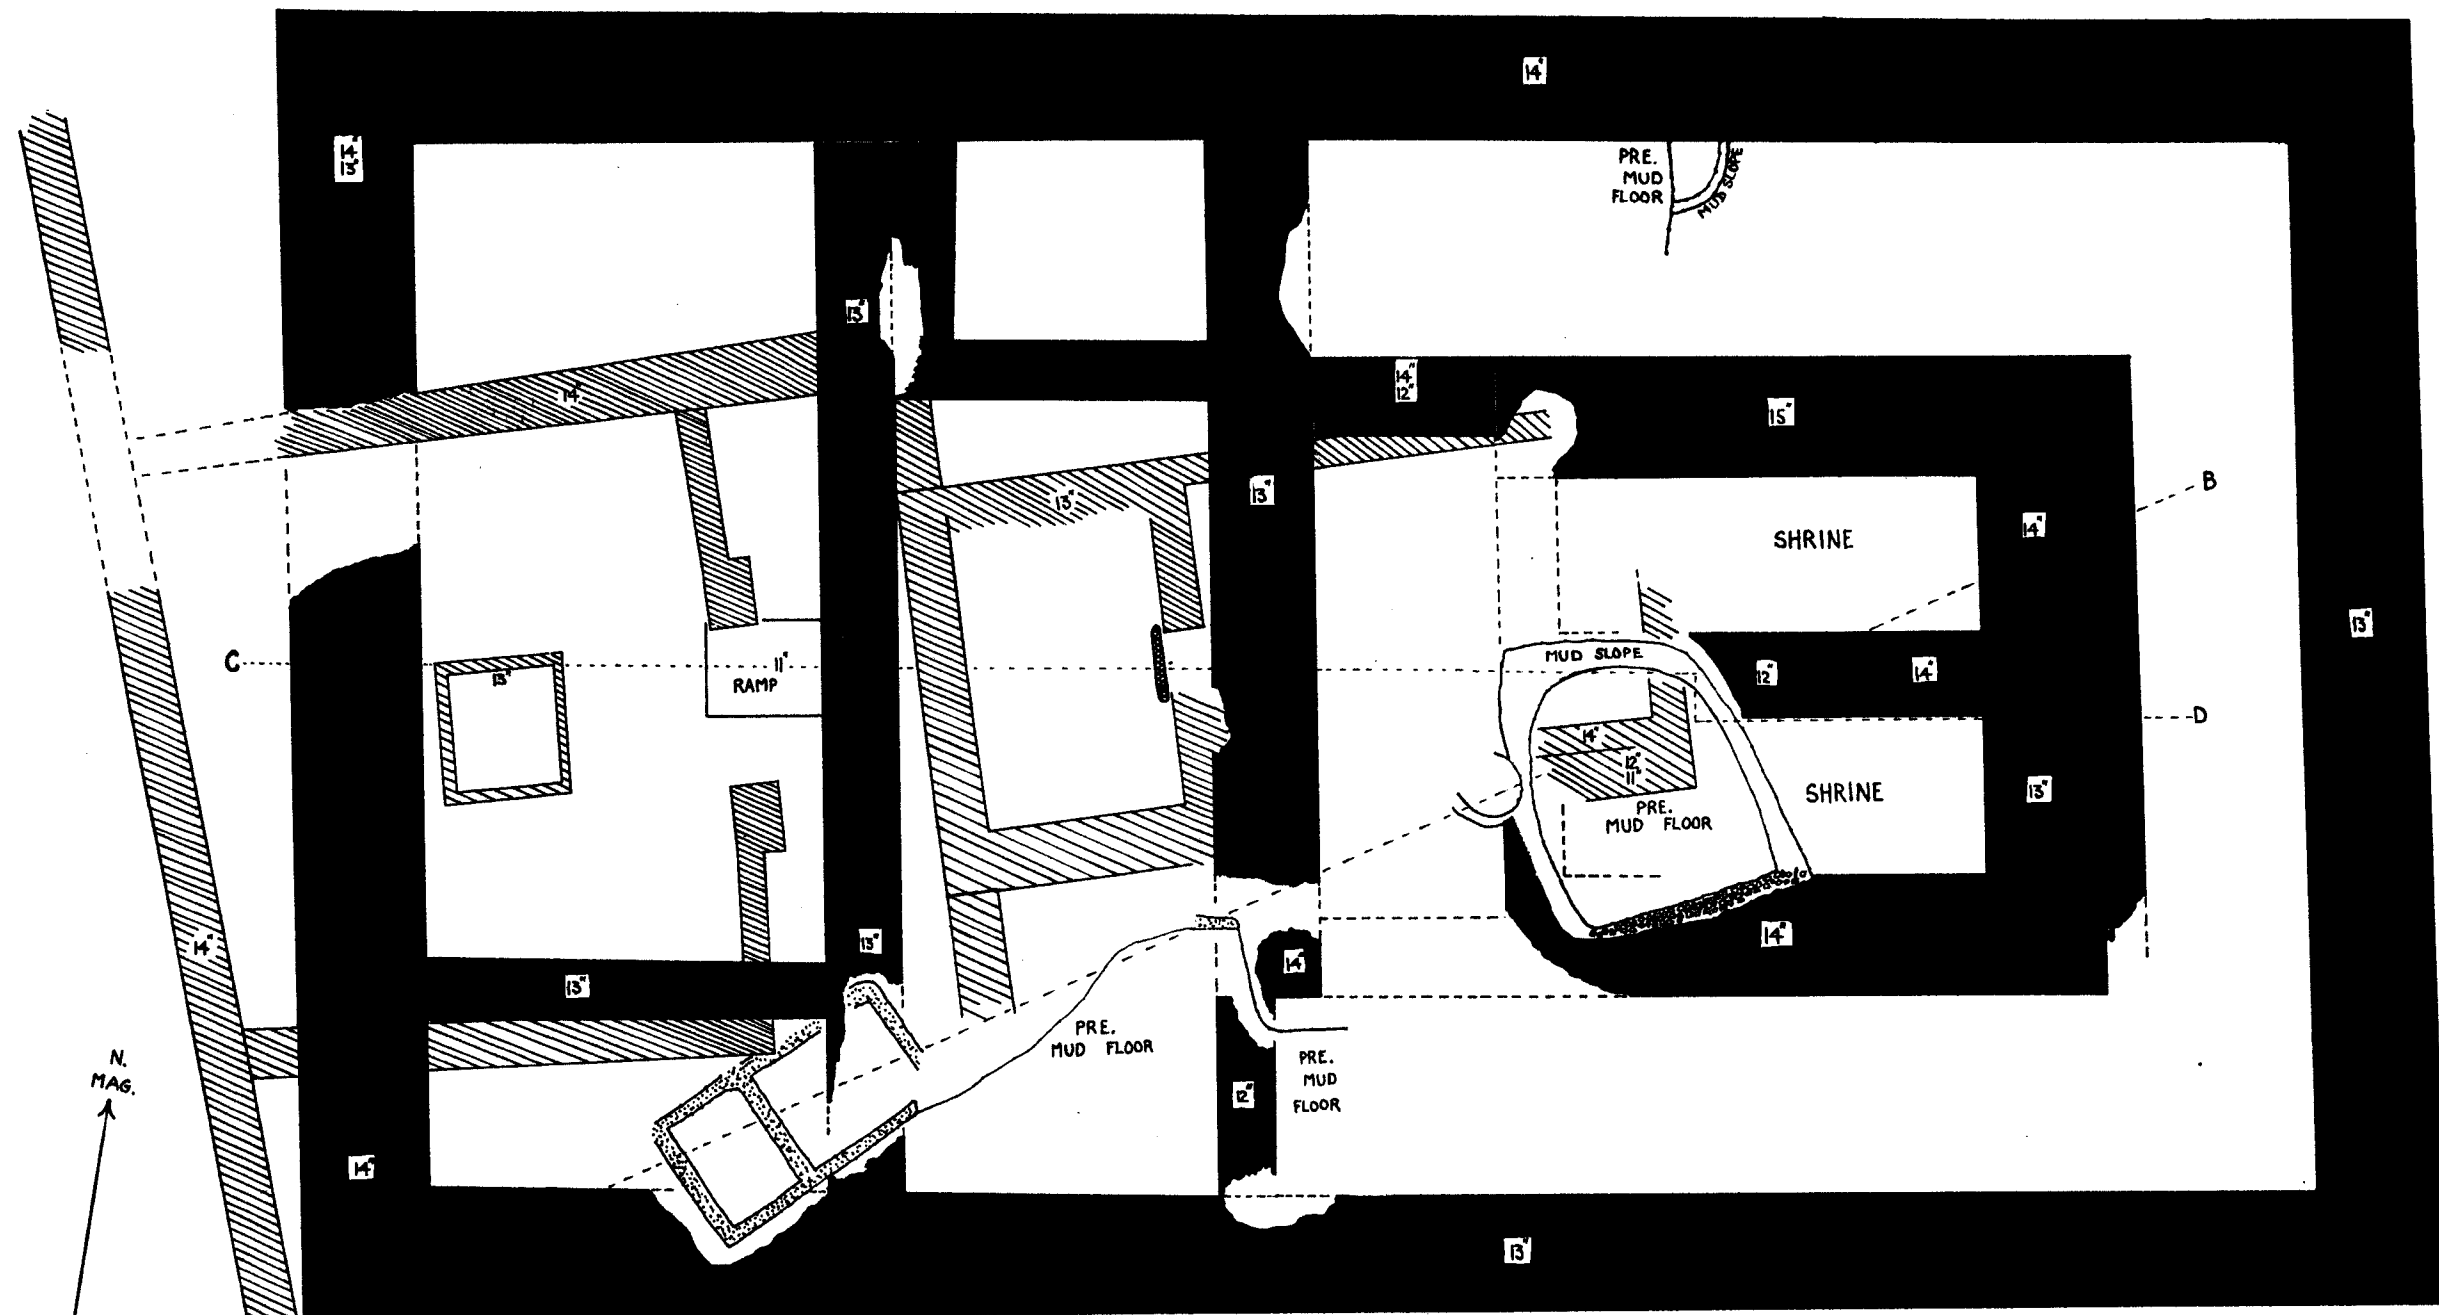 14"
14"
13"
PRE.
MUD
FLOOR
MUD SLOPE
13"
14"
12"
14"
15"
B
13"
13"
14"
SHRINE
13"
C
11"
RAMP
13"
MUD SLOPE
12"
14"
D
14"
12"
11"
SHRINE
13"
PRE.
MUD FLOOR
14"
13"
14"
14"
13"
PRE.
MUD FLOOR
N.
MAG.
PRE.
MUD
FLOOR
12"
14"
13"